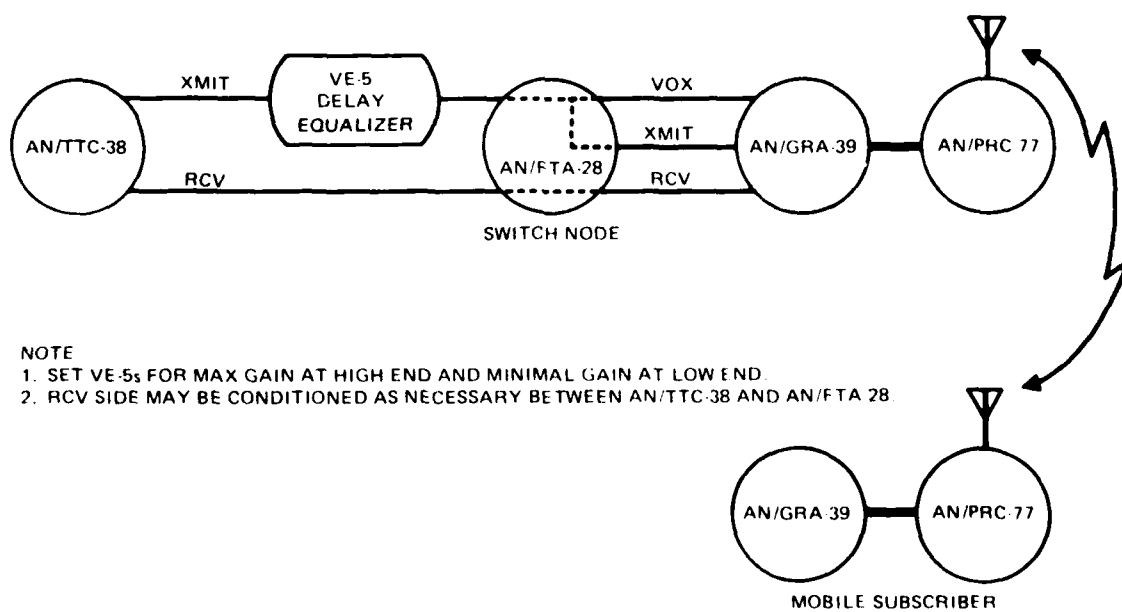 XMIT
VE-5
DELAY
EQUALIZER
VOX
AN/TTC-38
XMIT
AN/FTA-28
AN/GRA-39
AN/PRC-77
RCV
RCV
SWITCH NODE
NOTE
1. SET VE-5s FOR MAX GAIN AT HIGH END AND MINIMAL GAIN AT LOW END.
2. RCV SIDE MAY BE CONDITIONED AS NECESSARY BETWEEN AN/TTC-38 AND AN/FTA 28.
AN/GRA-39
AN/PRC-77
MOBILE SUBSCRIBER